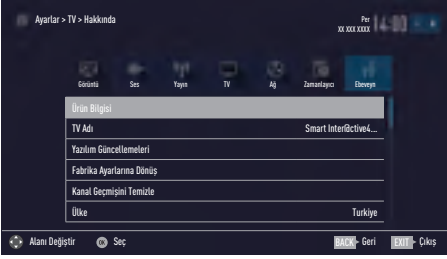 Ayarlar > TV > Hakkında
Per
xx xxx xxxx
14:00
Görüntü Ses Yayın TV Ağ Zamanlayıcı Ebeveyn
Ürün Bilgisi
TV Adı Smart Inter@ctive4...
Yazılım Güncellemeleri
Fabrika Ayarlarına Dönüş
Kanal Geçmişini Temizle
Ülke Turkiye
Alanı Değiştir OK Seç BACK Geri EXIT Çıkış